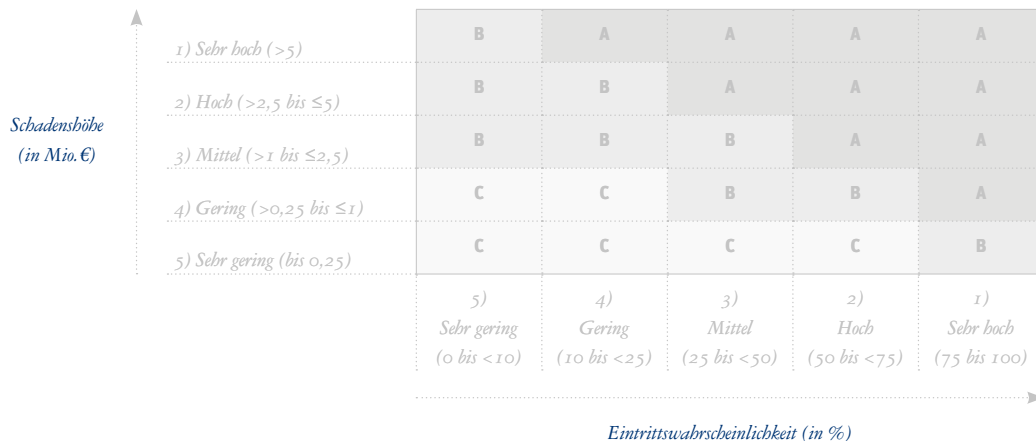 1) Sehr hoch (>5) B A A A A
2) Hoch (>2,5 bis ≤5) B B A A A
Schadenshöhe
(in Mio. €)
3) Mittel (>1 bis ≤2,5) B B B A A
4) Gering (>0,25 bis ≤1) C C B B A
5) Sehr gering (bis 0,25) C C C C B
5) 4) 3) 2) 1)
Sehr gering Gering Mittel Hoch Sehr hoch
(0 bis <10) (10 bis <25) (25 bis <50) (50 bis <75) (75 bis 100)
Eintrittswahrscheinlichkeit (in %)